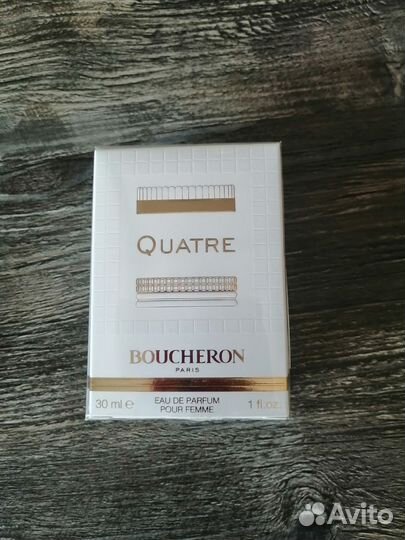 QUATRE
BOUCHERON
PARIS
30 ml ℮ EAU DE PARFUM 1 fl.oz.
POUR FEMME
Avito